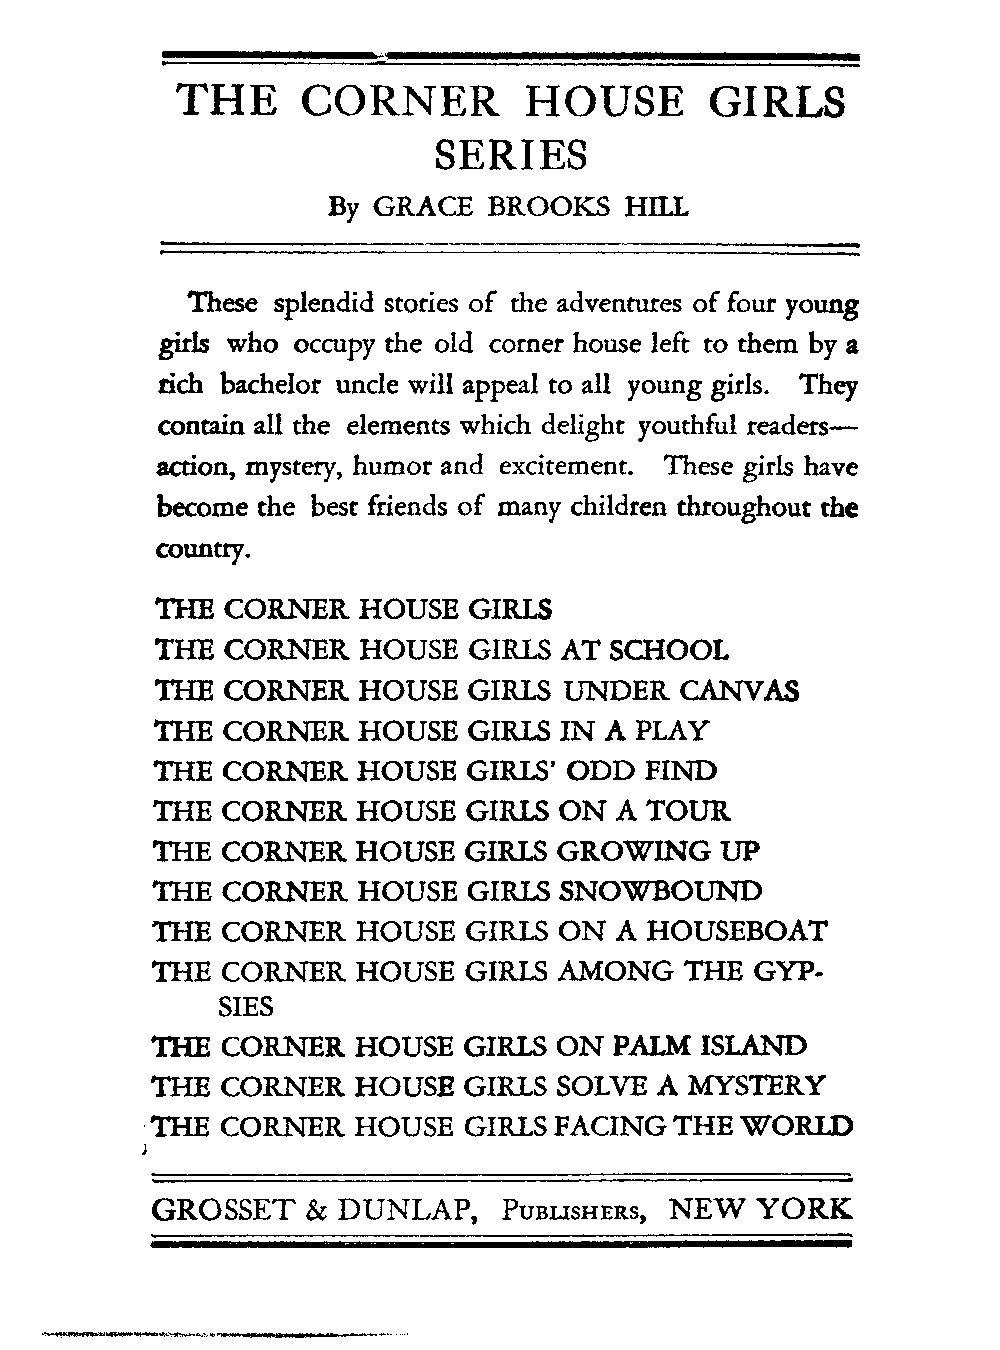 THE CORNER HOUSE GIRLS
SERIES
By GRACE BROOKS HILL
These splendid stories of the adventures of four young
girls who occupy the old corner house left to them by a
rich bachelor uncle will appeal to all young girls. They
contain all the elements which delight youthful readers—
action, mystery, humor and excitement. These girls have
become the best friends of many children throughout the
country.
THE CORNER HOUSE GIRLS
THE CORNER HOUSE GIRLS AT SCHOOL
THE CORNER HOUSE GIRLS UNDER CANVAS
THE CORNER HOUSE GIRLS IN A PLAY
THE CORNER HOUSE GIRLS' ODD FIND
THE CORNER HOUSE GIRLS ON A TOUR
THE CORNER HOUSE GIRLS GROWING UP
THE CORNER HOUSE GIRLS SNOWBOUND
THE CORNER HOUSE GIRLS ON A HOUSEBOAT
THE CORNER HOUSE GIRLS AMONG THE GYP-
SIES
THE CORNER HOUSE GIRLS ON PALM ISLAND
THE CORNER HOUSE GIRLS SOLVE A MYSTERY
THE CORNER HOUSE GIRLS FACING THE WORLD
GROSSET & DUNLAP, PUBLISHERS, NEW YORK